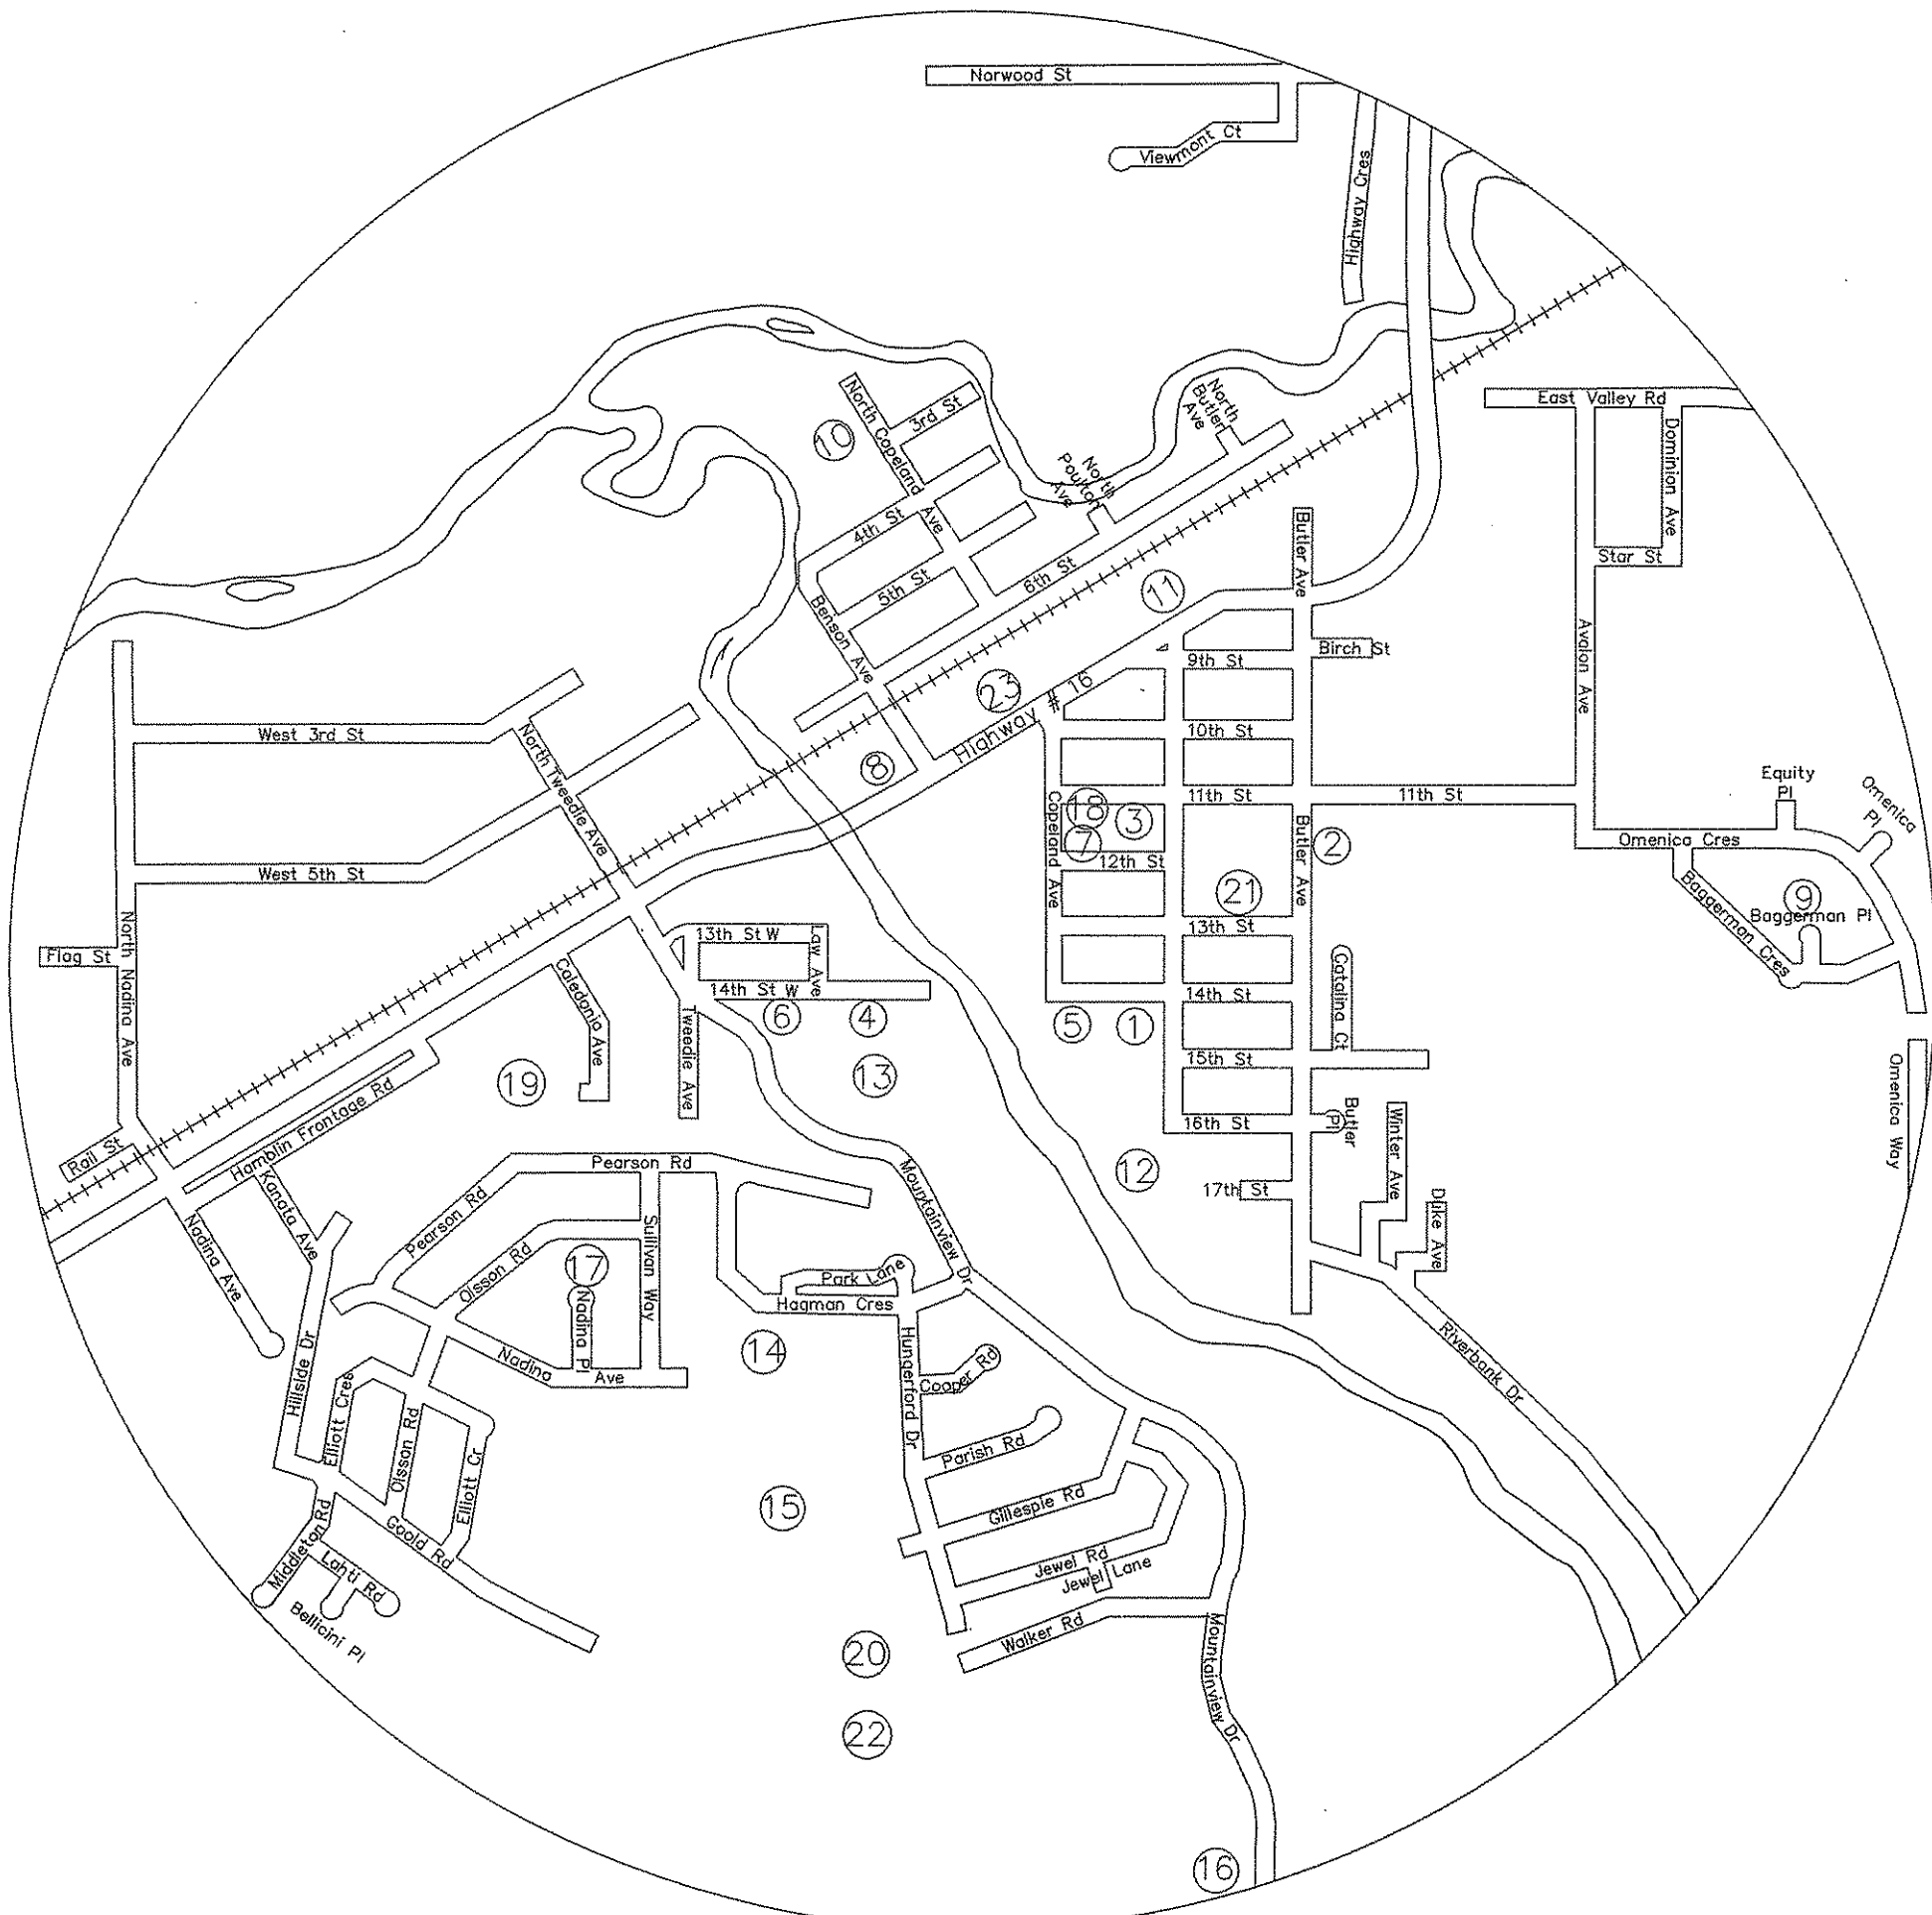 Norwood St
Viewmont Ct
Highway Cres
North Copeland Ave
3rd St
4th St
5th St
6th St
Benson Ave
North
Poulton
Ave
North
Butler
Ave
East Valley Rd
Dominion Ave
Star St
Avalon Ave
Butler Ave
Birch St
9th St
10th St
11th St
11th St
12th St
13th St
14th St
15th St
16th St
17th St
Highway # 16
Copeland Ave
Butler Ave
Catalina Ct
Butler
Pl
Winter Ave
Duke Ave
Riverbank Dr
Equity
Pl
Omenica
Pl
Omenica Cres
Baggerman Cres
Baggerman Pl
Omenica Way
West 3rd St
West 5th St
North Tweedie Ave
North Nadina Ave
Flag St
Rail St
Hamblin Frontage Rd
Kanata Ave
Nadina Ave
Caledonia Ave
Tweedie Ave
13th St W
14th St W
Law Ave
Mountainview Dr
Pearson Rd
Pearson Rd
Olsson Rd
Sullivan Way
Nadina Pl
Nadina Ave
Hillside Dr
Elliott Cres
Olsson Rd
Elliott Cr
Goold Rd
Middleton Rd
Lahti Rd
Bellicini Pl
Park Lane
Hagman Cres
Hungerford Dr
Cooper Rd
Parish Rd
Gillespie Rd
Jewel Rd
Jewel Lane
Walker Rd
Mountainview Dr
10
11
23
8
18
3
7
2
21
9
6
4
5
1
13
19
12
17
14
15
20
22
16